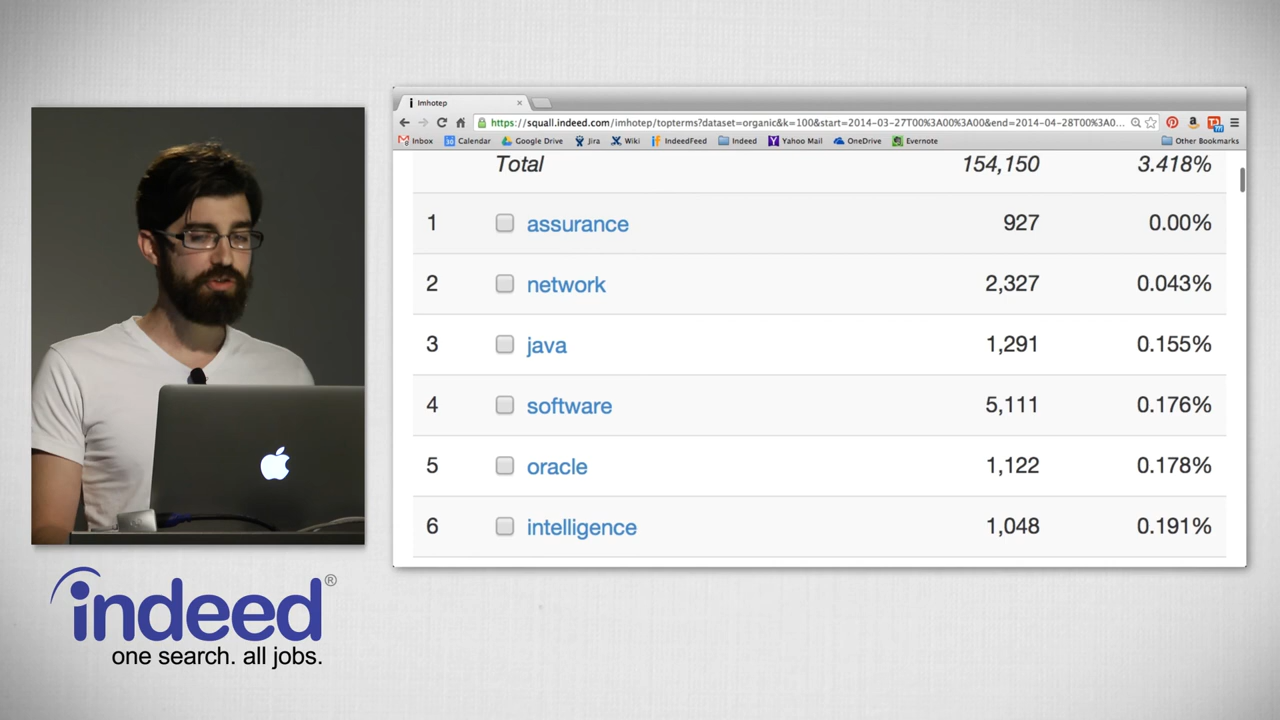 Imhotep
https://squall.indeed.com/imhotep/topterms?dataset=organic&k=100&start=2014-03-27T00%3A00%3A00&end=2014-04-28T00%3A0...
Inbox Calendar Google Drive Jira Wiki IndeedFeed Indeed Yahoo Mail OneDrive Evernote Other Bookmarks
Total 154,150 3.418%
1 assurance 927 0.00%
2 network 2,327 0.043%
3 java 1,291 0.155%
4 software 5,111 0.176%
5 oracle 1,122 0.178%
6 intelligence 1,048 0.191%
indeed®
one search. all jobs.